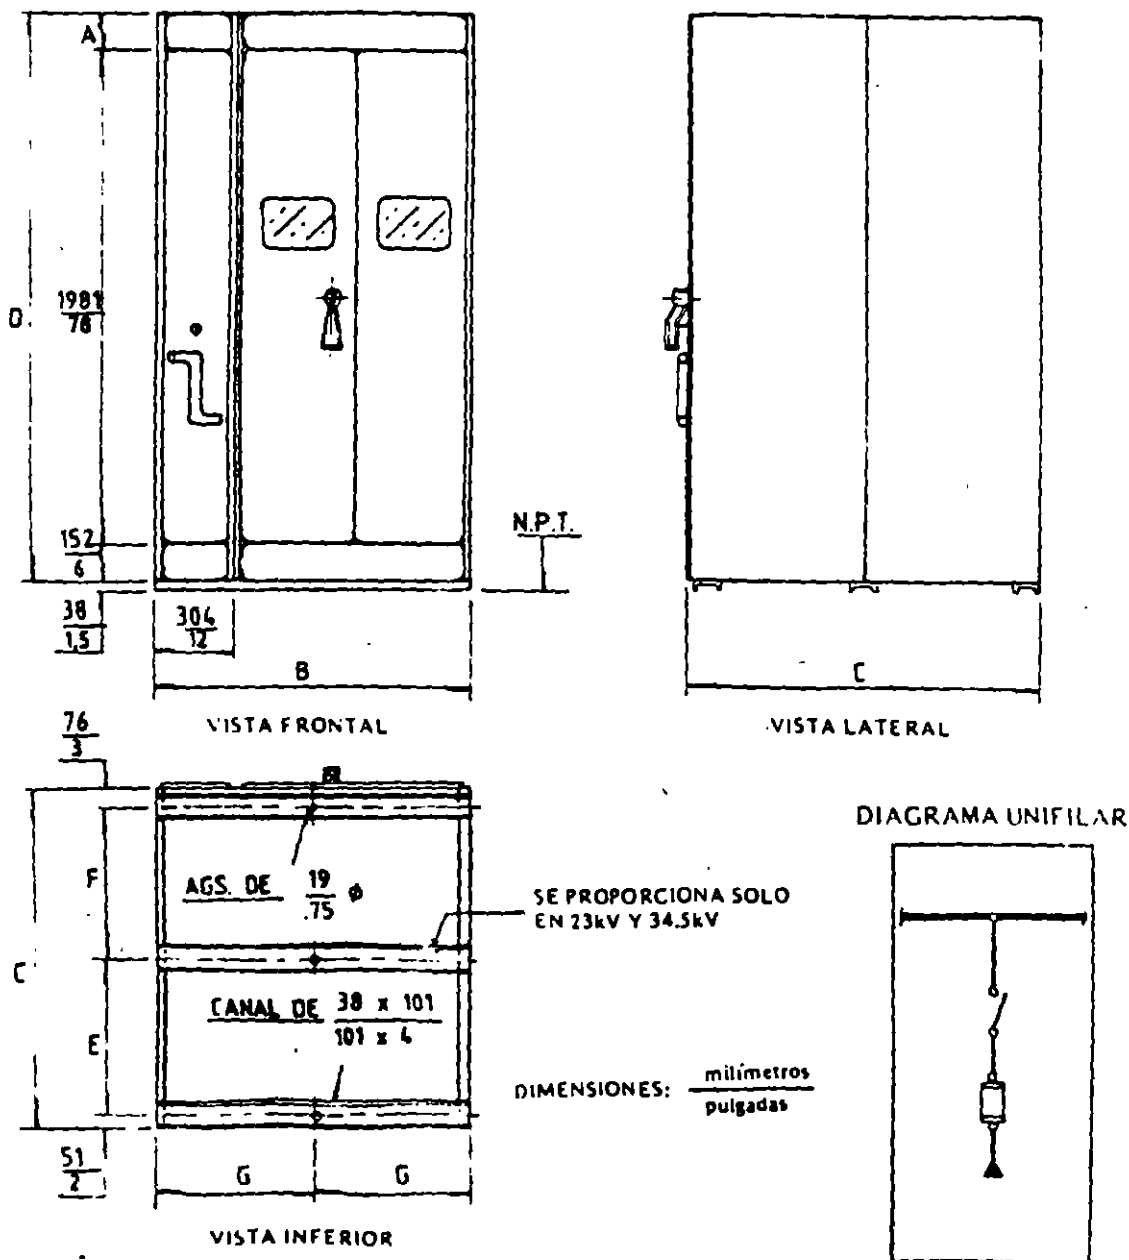 A
D
1981
78
152
6
38
1,5
304
12
B
N.P.T.
C
VISTA FRONTAL
VISTA LATERAL
76
3
F
AGS. DE 19
.75 ø
SE PROPORCIONA SOLO
EN 23kV Y 34.5kV
C
CANAL DE 38 x 101
101 x 4
E
51
2
G G
VISTA INFERIOR
DIMENSIONES: milímetros
pulgadas
DIAGRAMA UNIFILAR